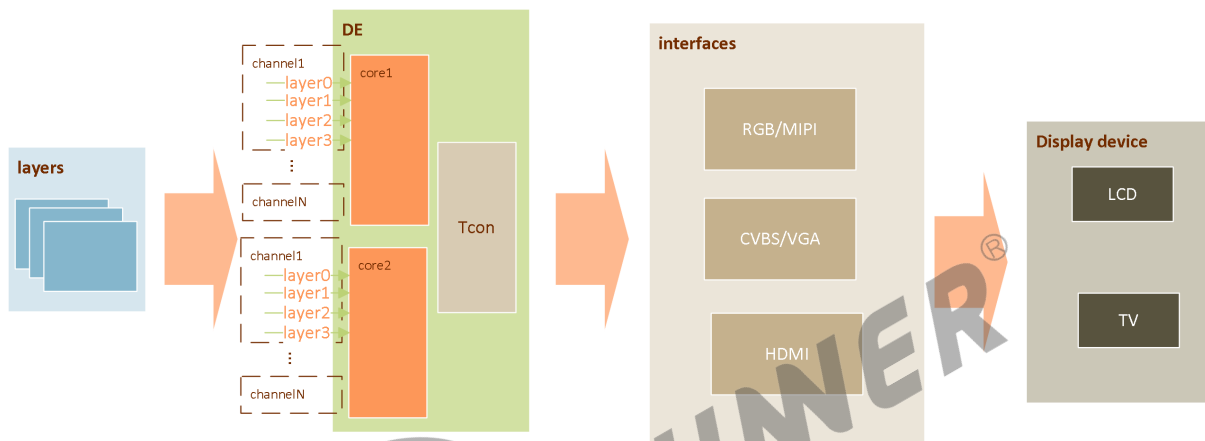 layers
DE
channel1
layer0
layer1
layer2
layer3
...
channelN
core1
channel1
layer0
layer1
layer2
layer3
...
channelN
core2
Tcon
interfaces
RGB/MIPI
CVBS/VGA
HDMI
Display device
LCD
TV
®